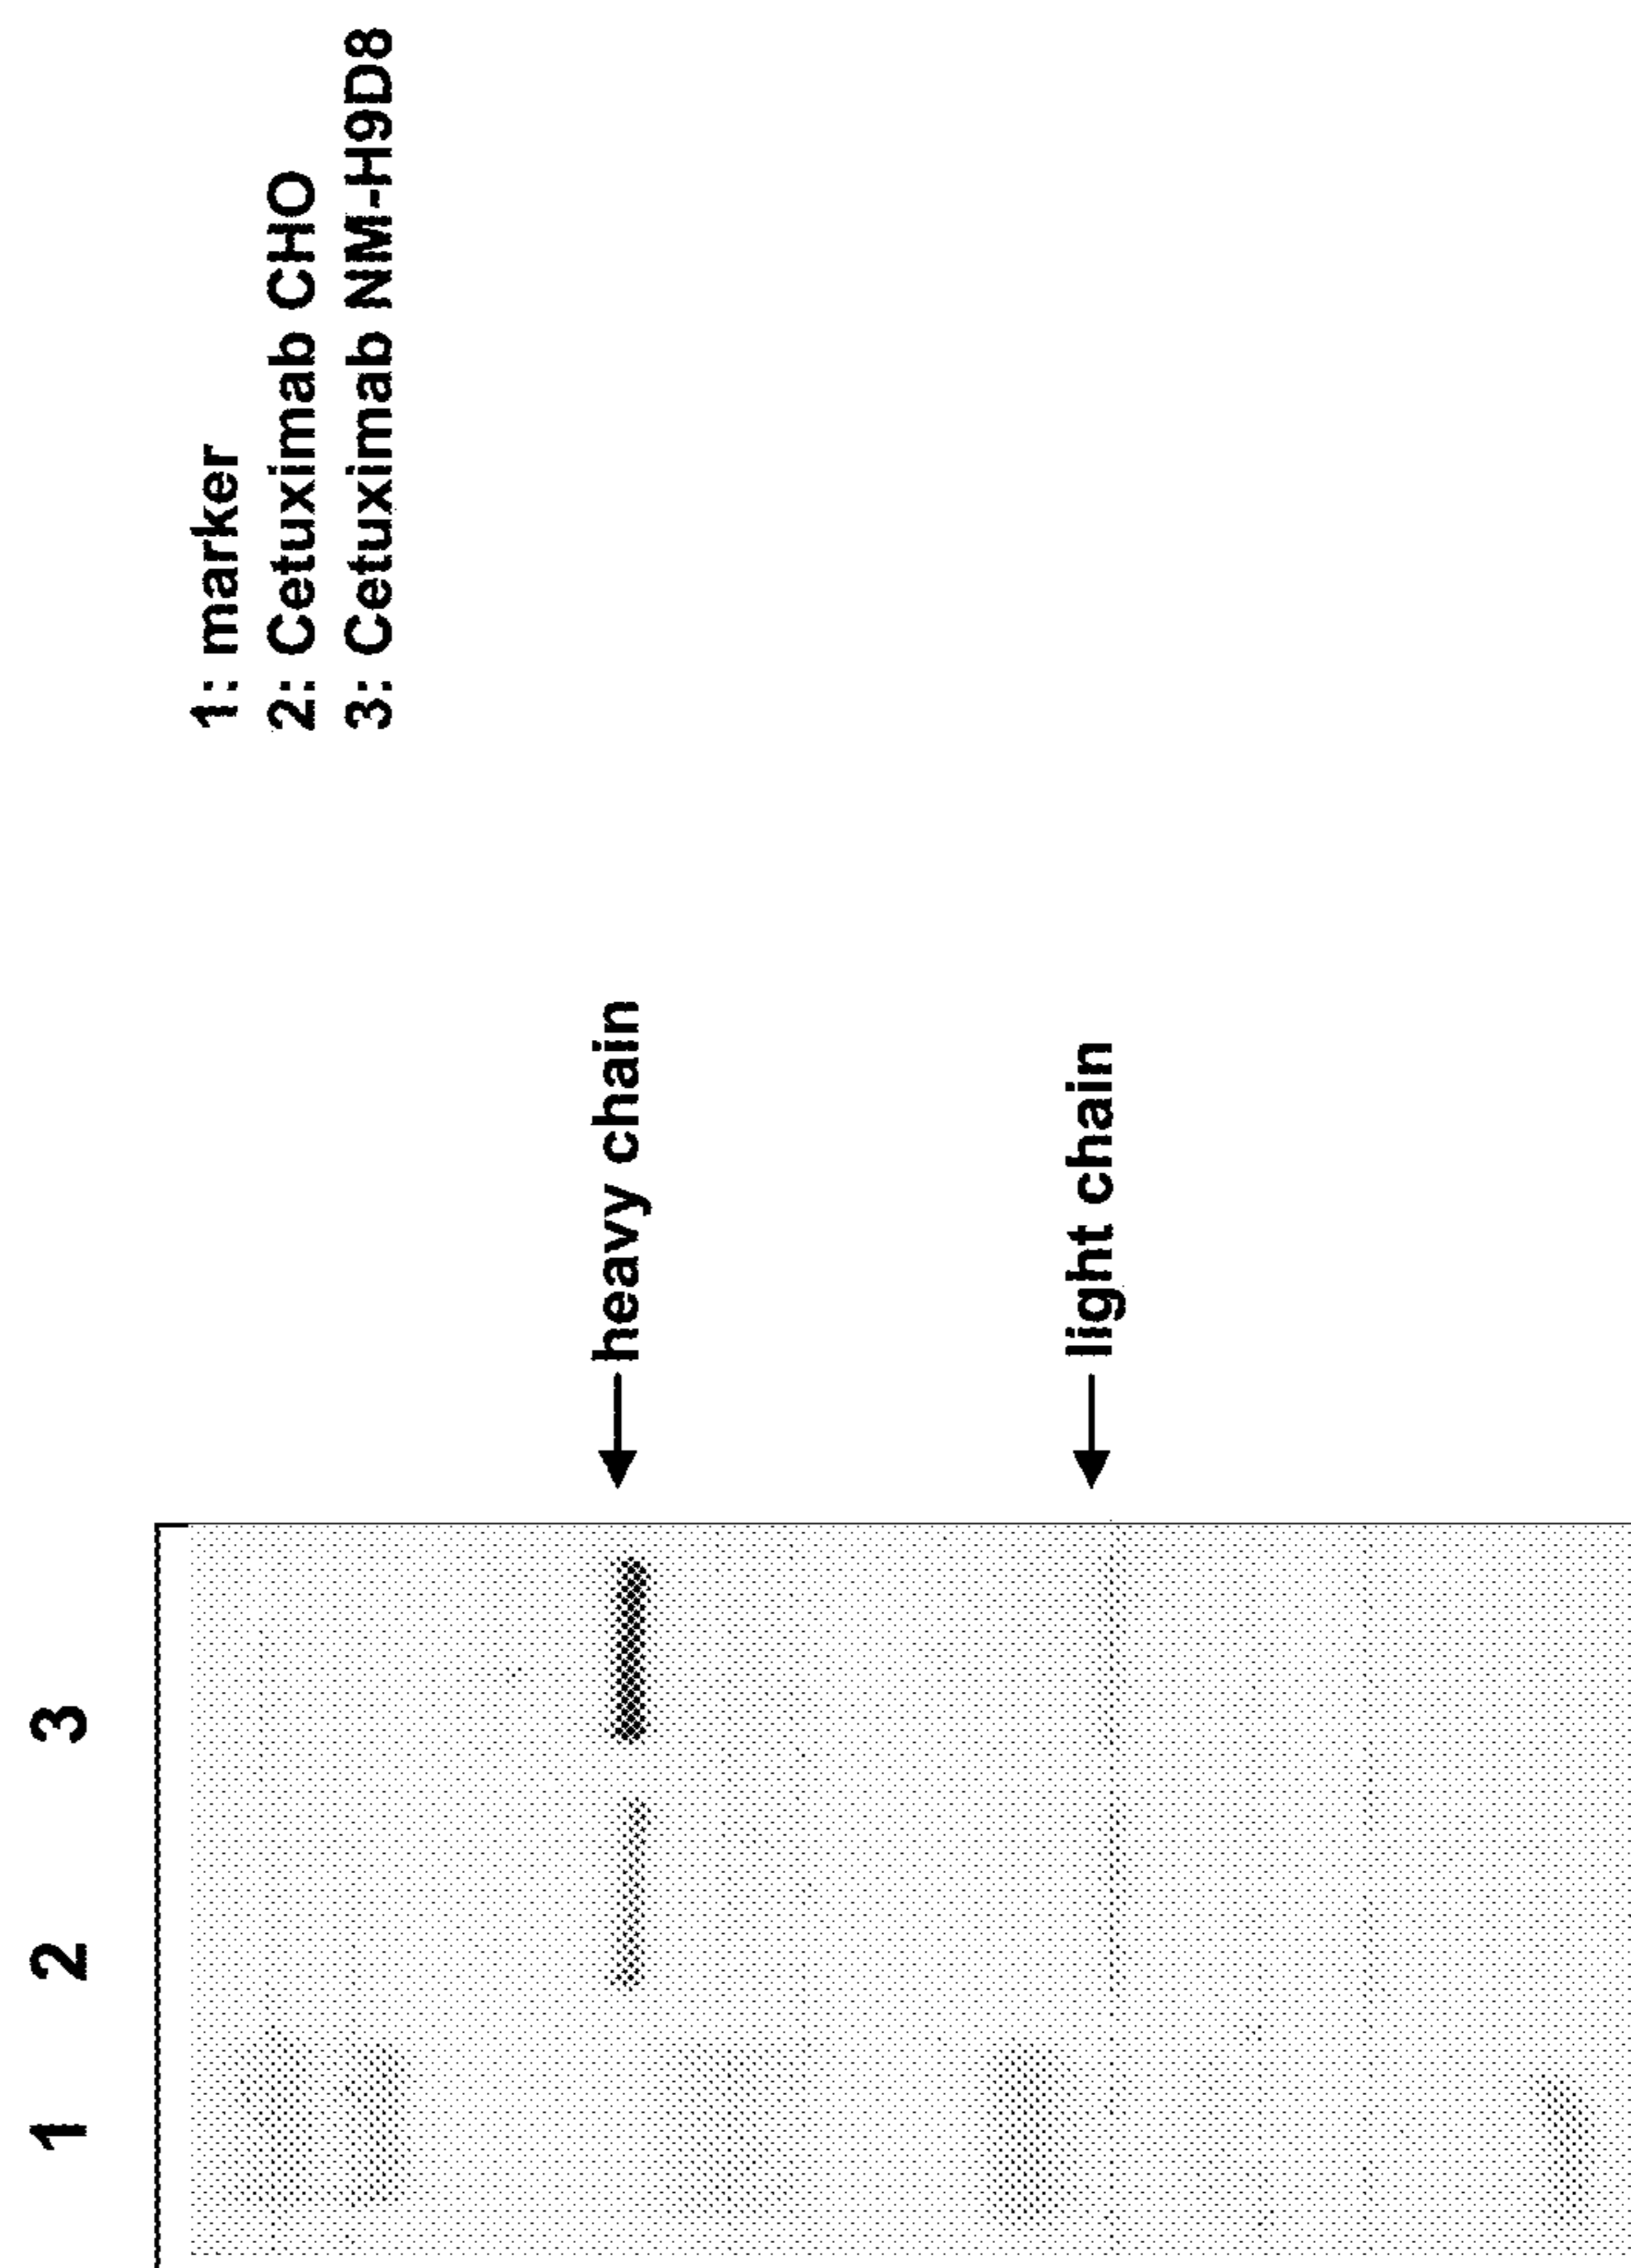 1 2 3
1: marker
2: Cetuximab CHO
3: Cetuximab NM-H9D8
heavy chain
light chain